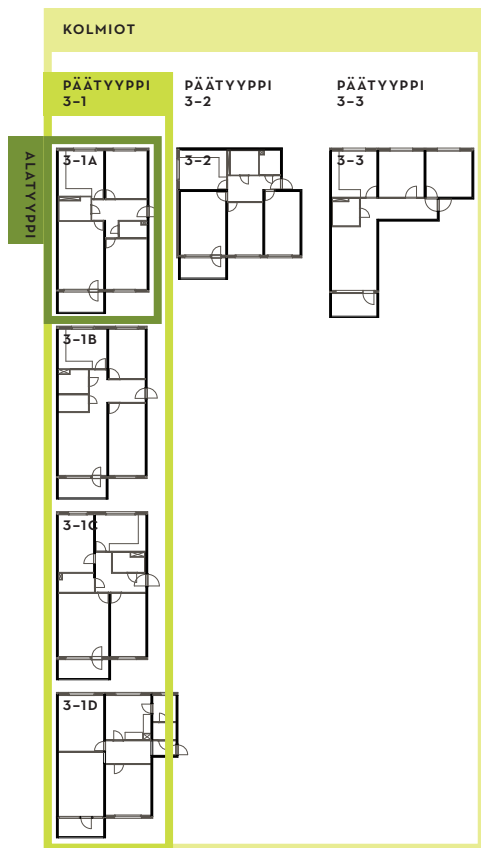 KOLMIOT
PÄÄTYYPPI
3–1
PÄÄTYYPPI
3–2
PÄÄTYYPPI
3–3
ALATYYPPI
3–1A
3–2
3–3
3–1B
3–1C
3–1D